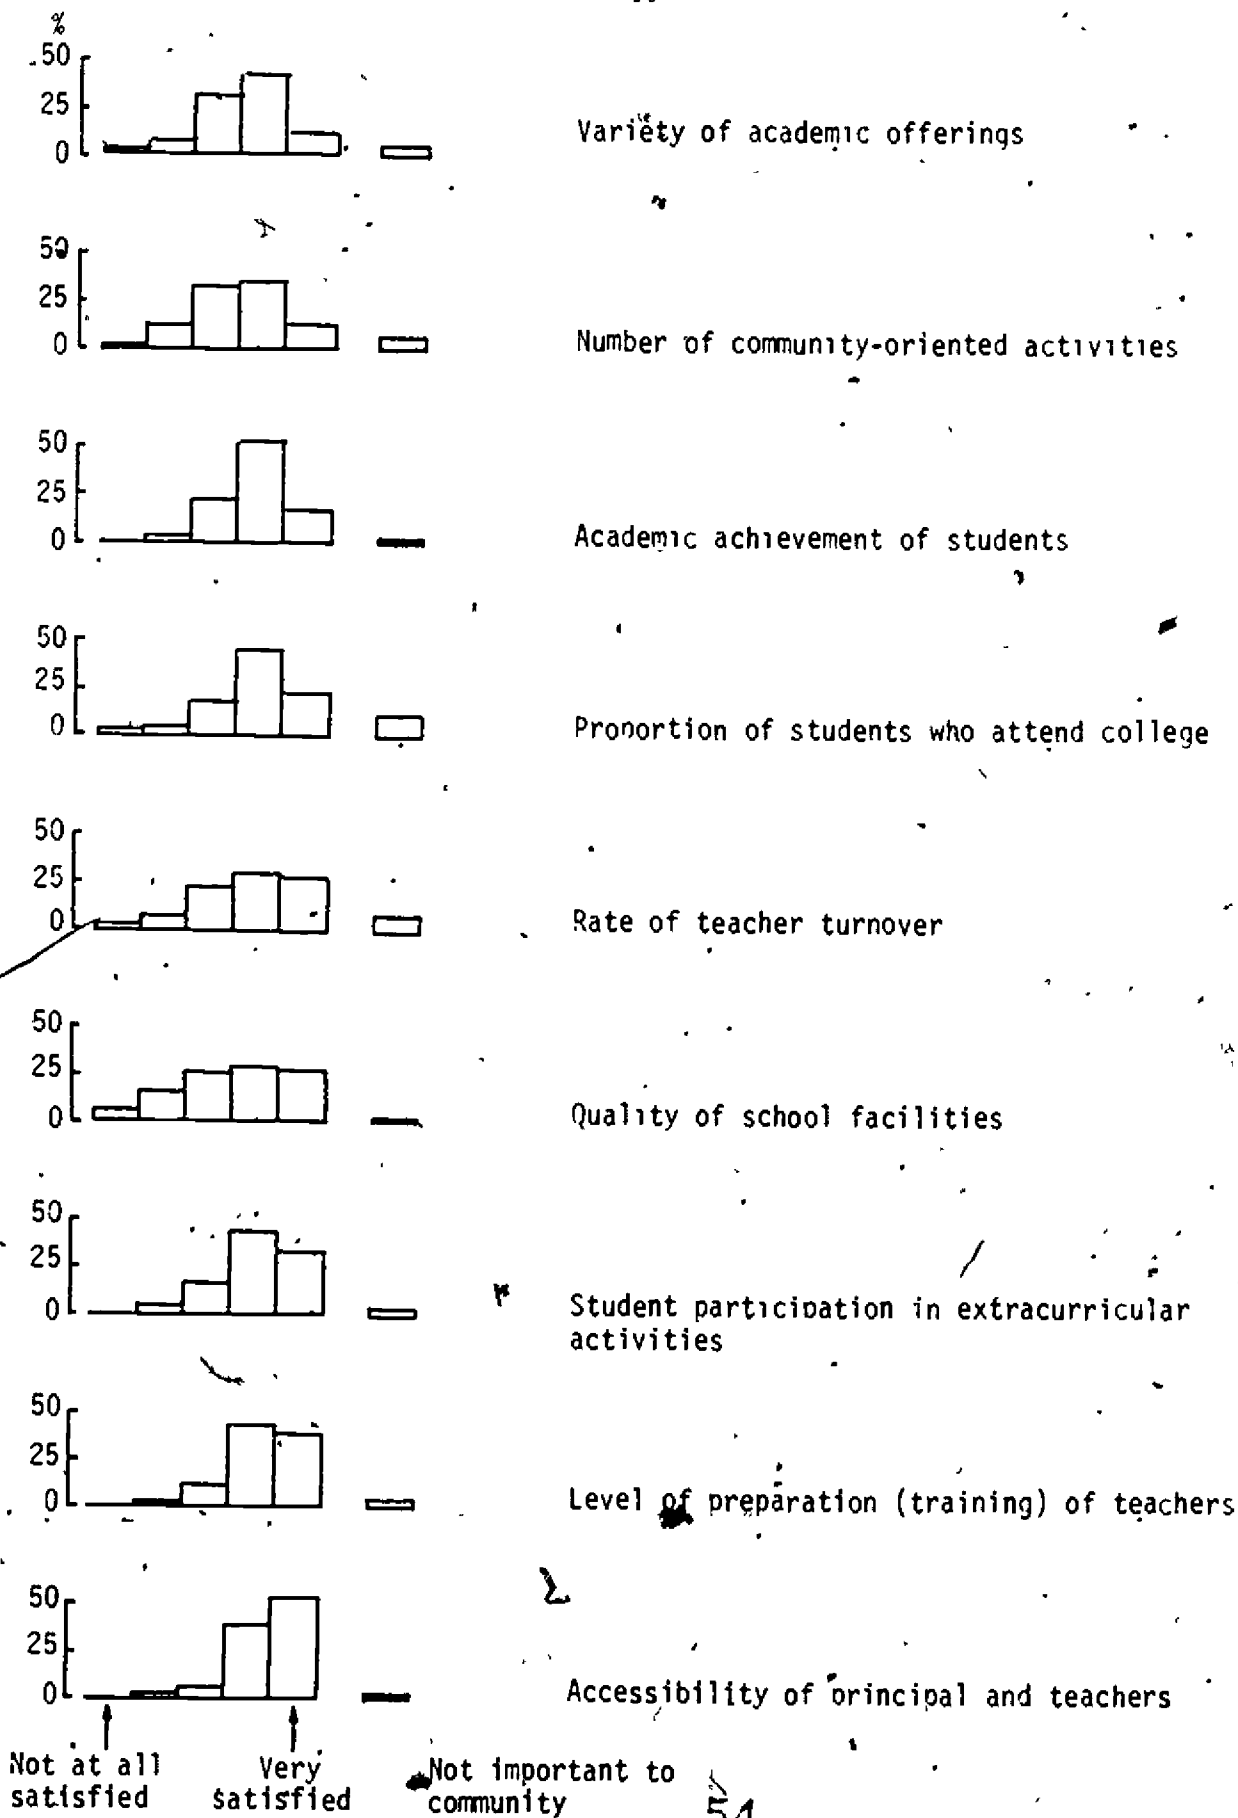 %
50
25
0
Variety of academic offerings
50
25
0
Number of community-oriented activities
50
25
0
Academic achievement of students
50
25
0
Proportion of students who attend college
50
25
0
Rate of teacher turnover
50
25
0
Quality of school facilities
50
25
0
Student participation in extracurricular
activities
50
25
0
Level of preparation (training) of teachers
50
25
0
Accessibility of principal and teachers
Not at all
satisfied
Very
satisfied
Not important to
community
54